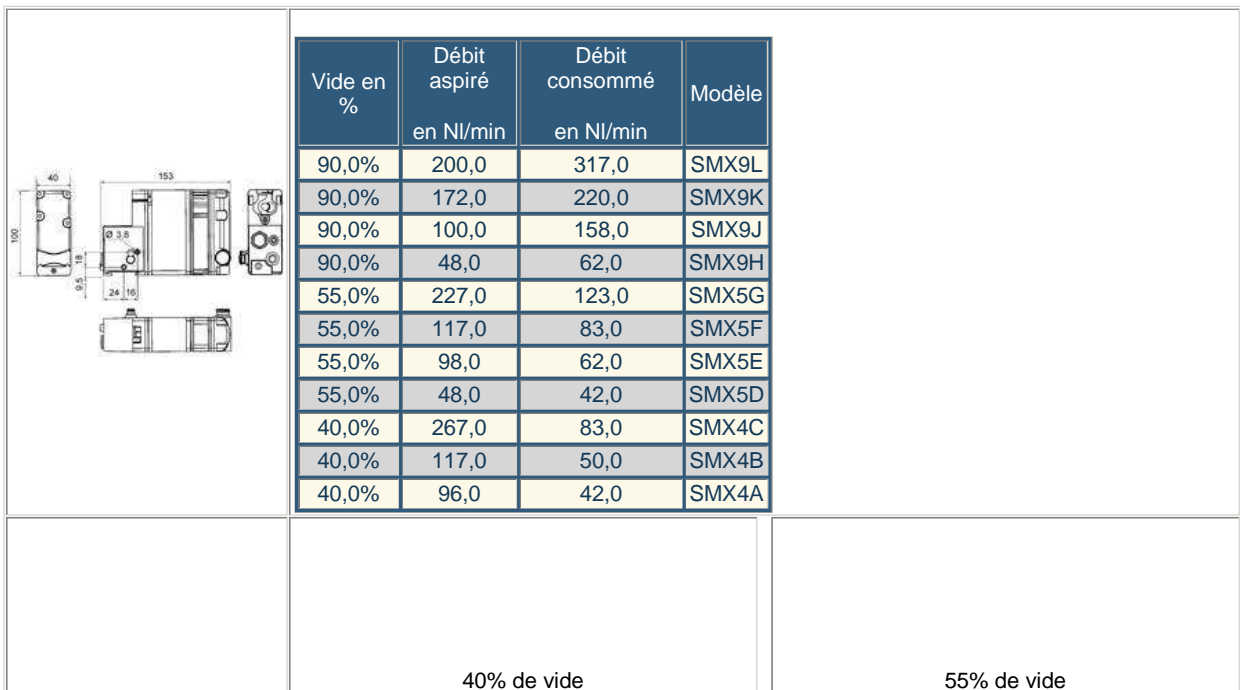 40
153
100
Ø 3,8
18
9,5
24 16
Vide en % Débit aspiré en Nl/min Débit consommé en Nl/min Modèle
90,0% 200,0 317,0 SMX9L
90,0% 172,0 220,0 SMX9K
90,0% 100,0 158,0 SMX9J
90,0% 48,0 62,0 SMX9H
55,0% 227,0 123,0 SMX5G
55,0% 117,0 83,0 SMX5F
55,0% 98,0 62,0 SMX5E
55,0% 48,0 42,0 SMX5D
40,0% 267,0 83,0 SMX4C
40,0% 117,0 50,0 SMX4B
40,0% 96,0 42,0 SMX4A
40% de vide 55% de vide